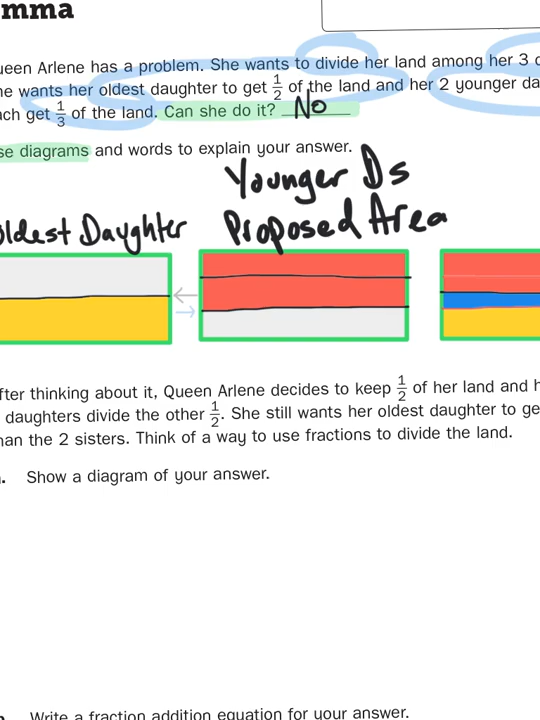 mma
ueen Arlene has a problem. She wants to divide her land among her 3 d
ne wants her oldest daughter to get 1/2 of the land and her 2 younger da
ach get 1/3 of the land. Can she do it? No
se diagrams and words to explain your answer.
Younger Ds
oldest Daughter Proposed Area
fter thinking about it, Queen Arlene decides to keep 1/2 of her land and h
daughters divide the other 1/2. She still wants her oldest daughter to ge
han the 2 sisters. Think of a way to use fractions to divide the land.
. Show a diagram of your answer.
Write a fraction addition equation for your answer.